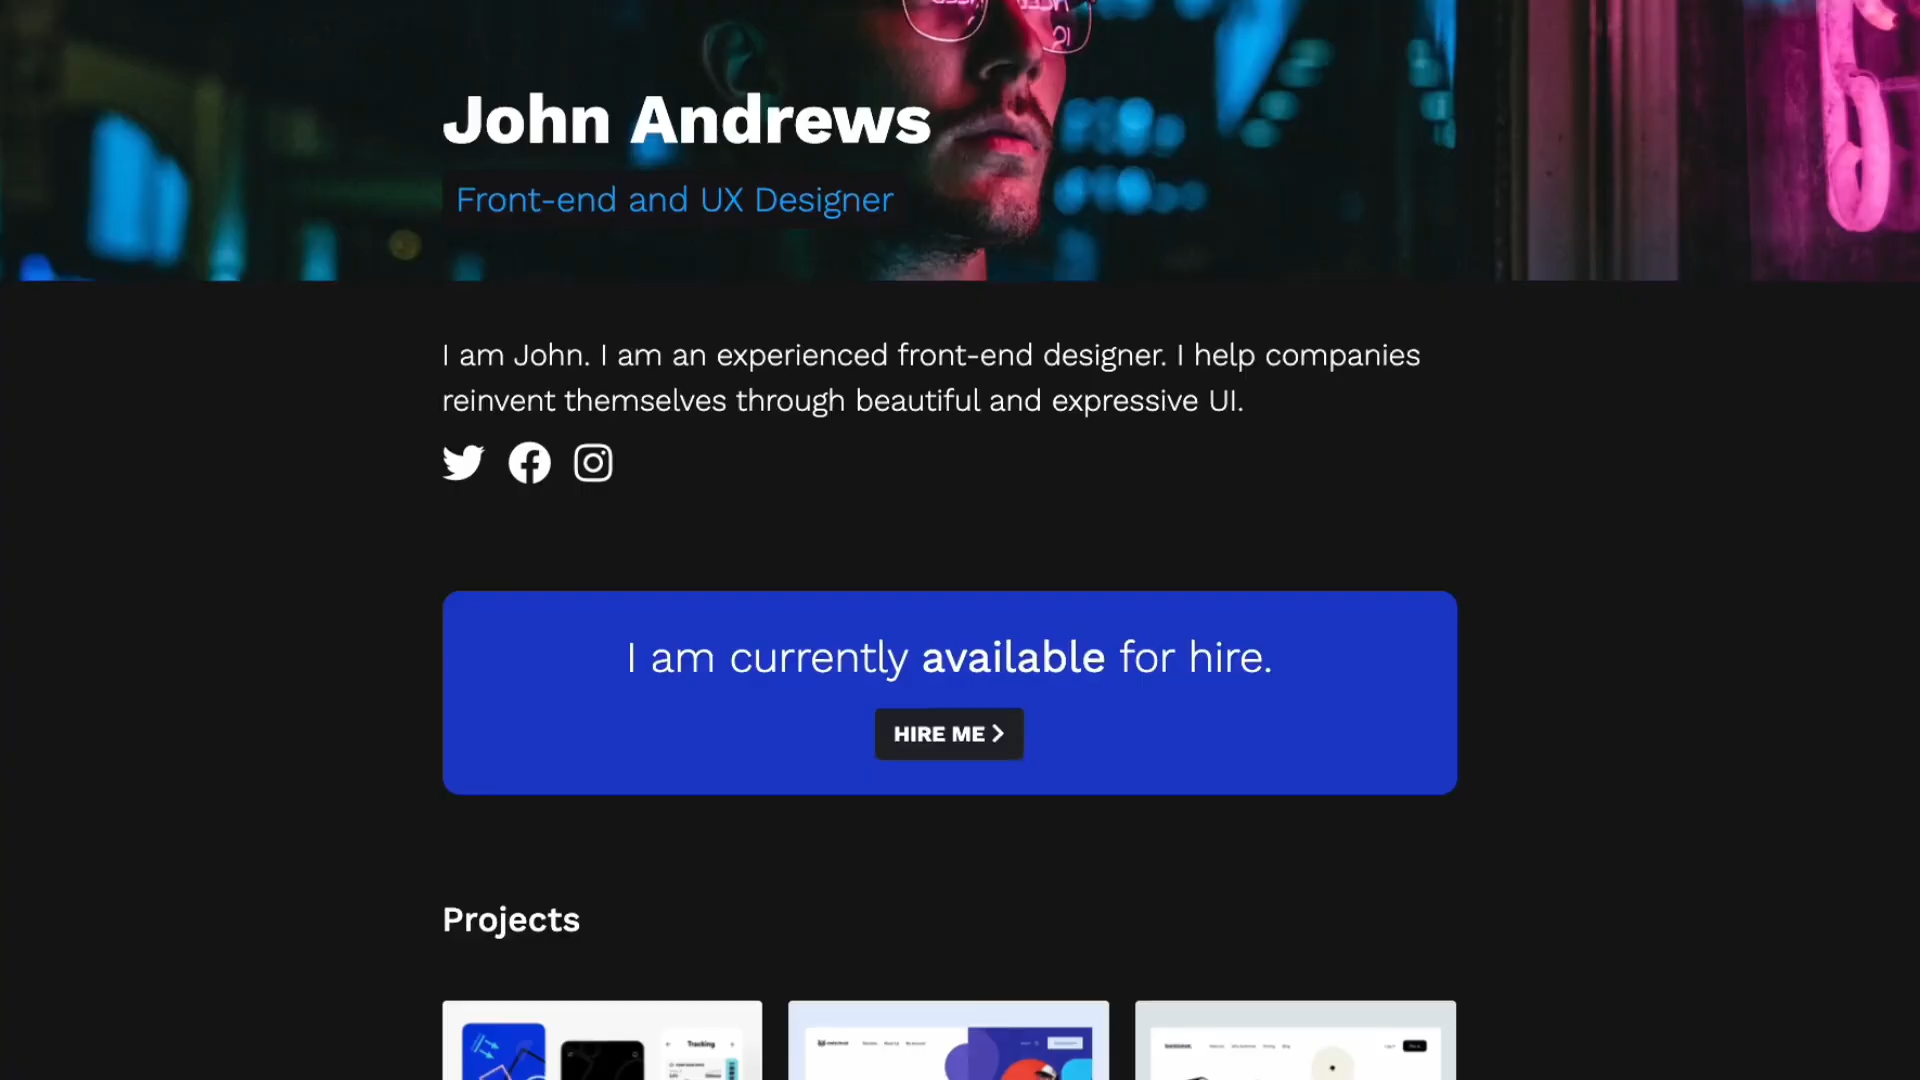 John Andrews
Front-end and UX Designer
I am John. I am an experienced front-end designer. I help companies
reinvent themselves through beautiful and expressive UI.
I am currently available for hire.
HIRE ME
Projects
Tracking